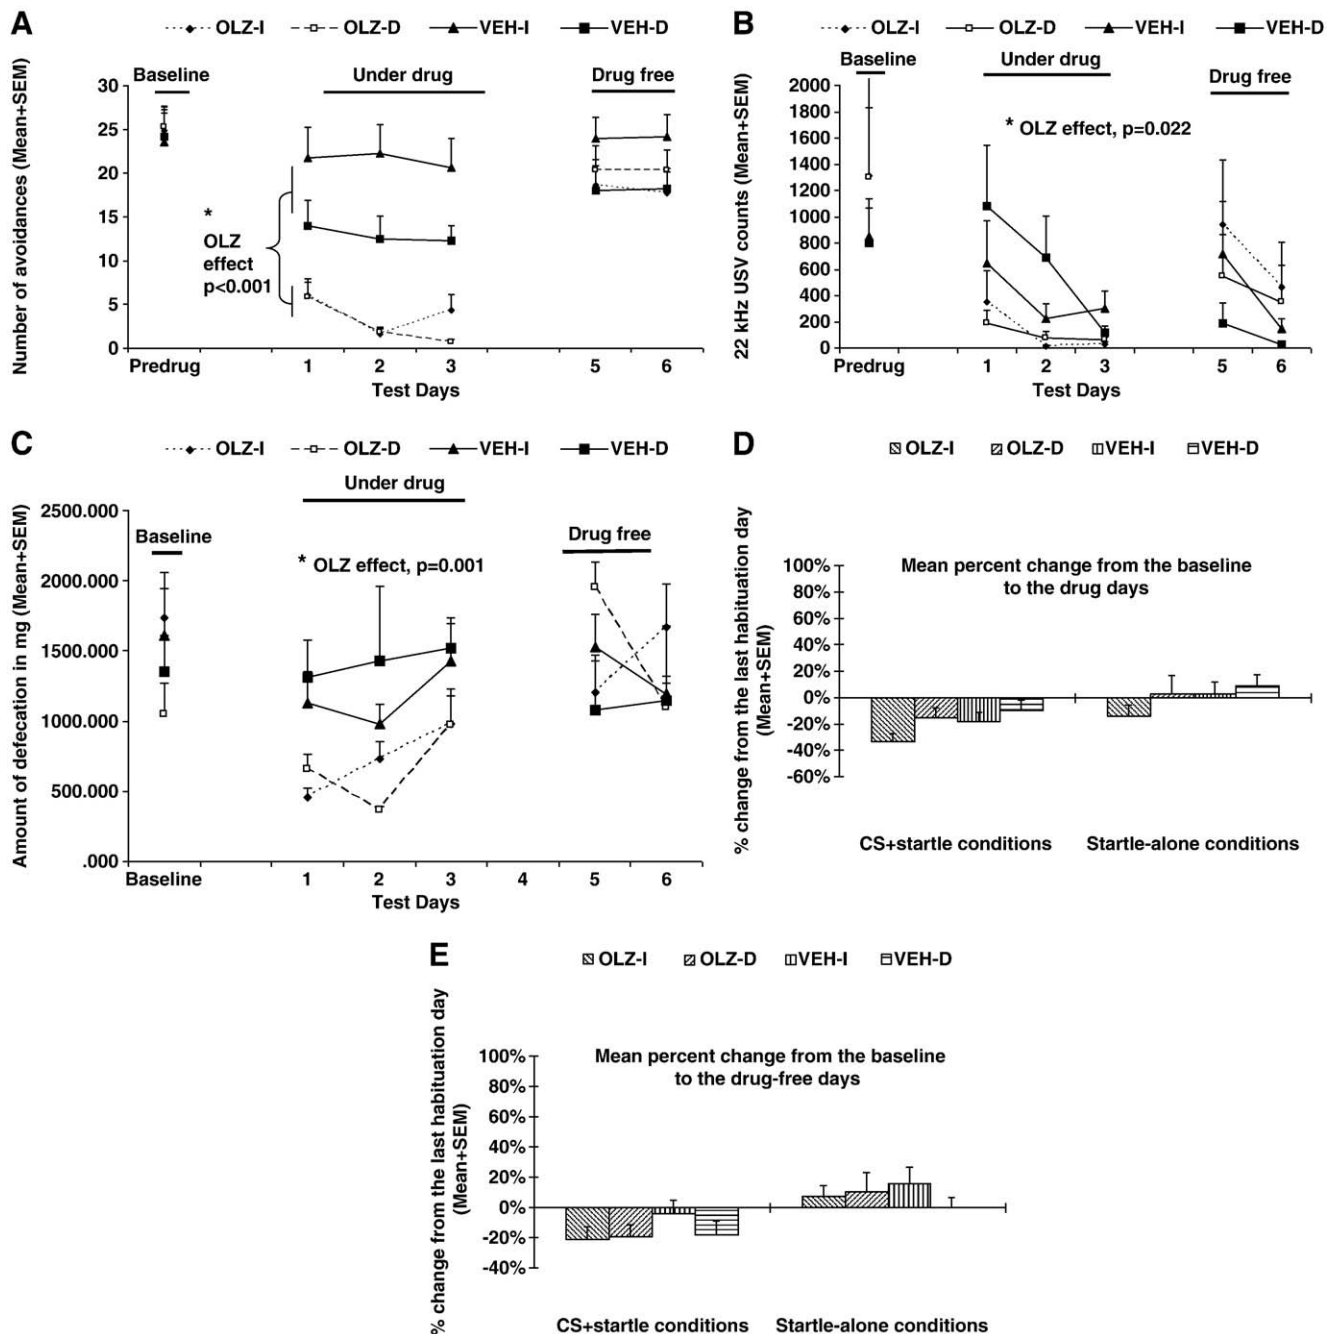 A
OLZ-I OLZ-D VEH-I VEH-D
Number of avoidances (Mean+SEM)
Baseline Under drug Drug free
30
25
20
15
10
5
0
*
OLZ
effect
p<0.001
Predrug 1 2 3 5 6
Test Days
B
OLZ-I OLZ-D VEH-I VEH-D
22 kHz USV counts (Mean+SEM)
Baseline Under drug Drug free
* OLZ effect, p=0.022
2000
1800
1600
1400
1200
1000
800
600
400
200
0
Predrug 1 2 3 5 6
Test Days
C
OLZ-I OLZ-D VEH-I VEH-D
Amount of defecation in mg (Mean+SEM)
Under drug
Baseline Drug free
* OLZ effect, p=0.001
2500.000
2000.000
1500.000
1000.000
500.000
.000
Baseline 1 2 3 4 5 6
Test Days
D
OLZ-I OLZ-D VEH-I VEH-D
% change from the last habituation day
(Mean+SEM)
Mean percent change from the baseline
to the drug days
100%
80%
60%
40%
20%
0%
-20%
-40%
-60%
CS+startle conditions Startle-alone conditions
E
OLZ-I OLZ-D VEH-I VEH-D
% change from the last habituation day
(Mean+SEM)
Mean percent change from the baseline
to the drug-free days
100%
80%
60%
40%
20%
0%
-20%
-40%
CS+startle conditions Startle-alone conditions